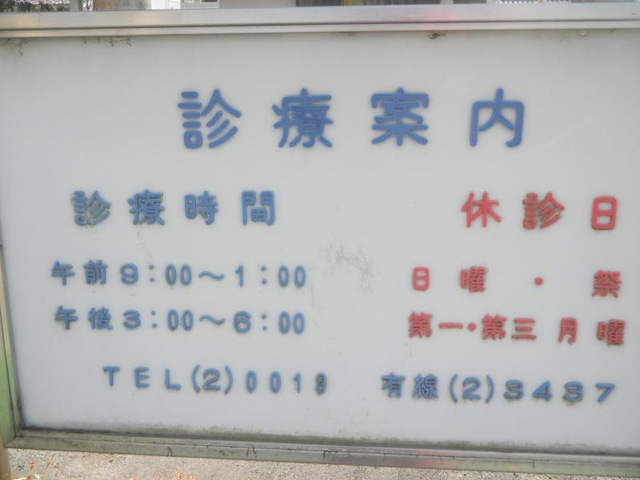 診療案内
診療時間
午前9:00～1:00
午後3:00～6:00
休診日
日曜・祭
第一・第三月曜
TEL(2)0019
有線(2)3437